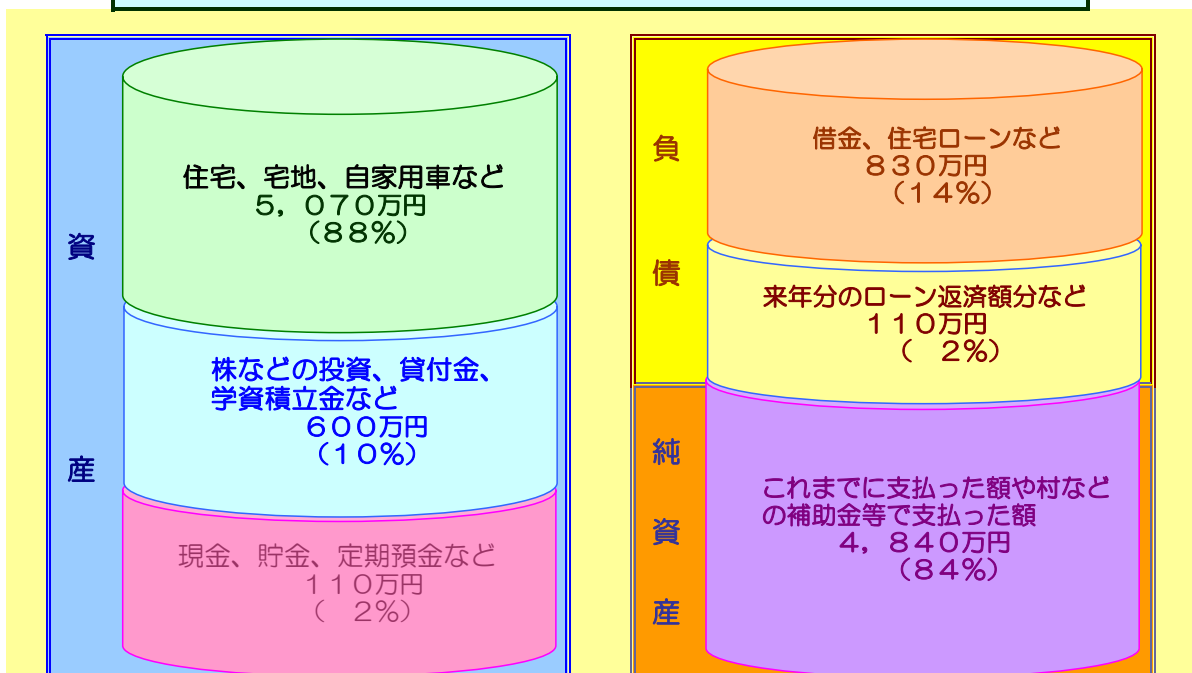 資
産
住宅、宅地、自家用車など
５，０７０万円
（８８％）
株などの投資、貸付金、
学資積立金など
６００万円
（１０％）
現金、貯金、定期預金など
１１０万円
（　２％）
負
債
借金、住宅ローンなど
８３０万円
（１４％）
来年分のローン返済額分など
１１０万円
（　２％）
純
資
産
これまでに支払った額や村など
の補助金等で支払った額
４，８４０万円
（８４％）